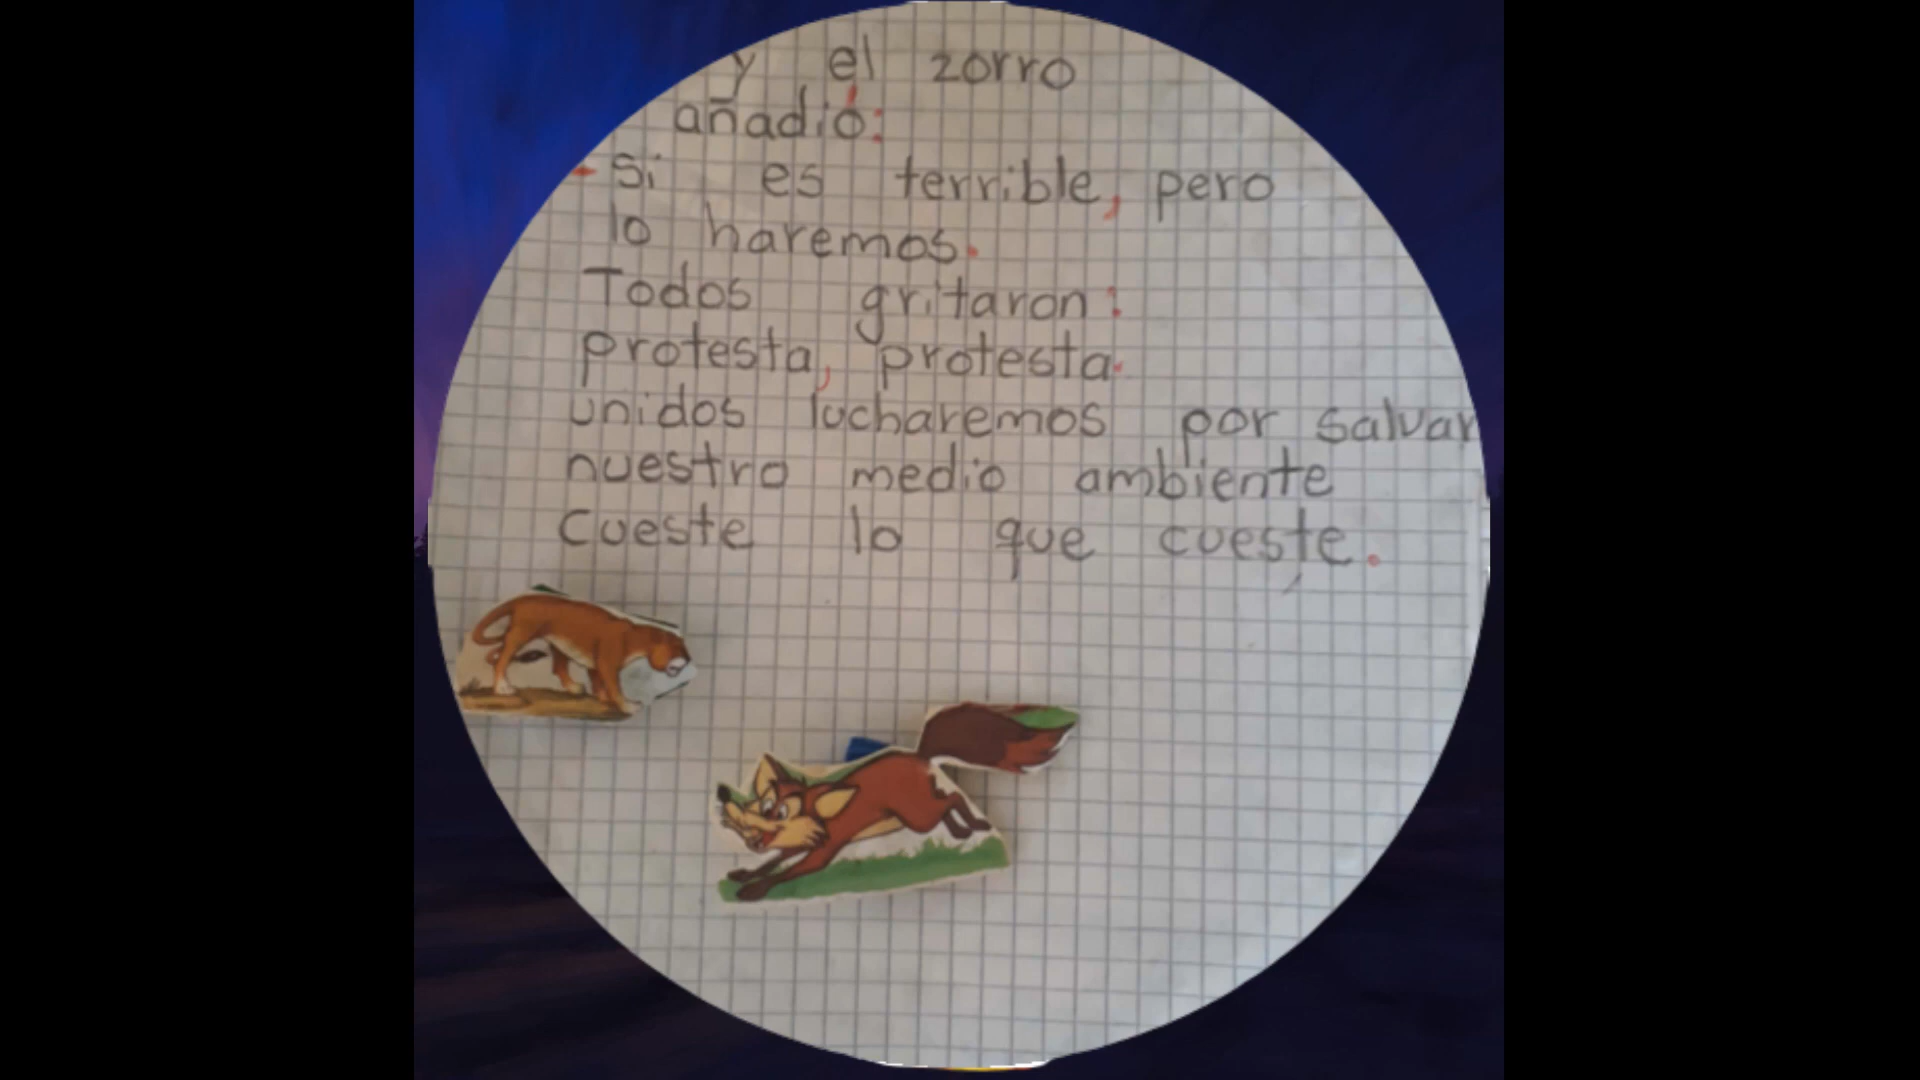 y el zorro
añadió:
- Si es terrible, pero
lo haremos.
Todos gritaron:
protesta, protesta.
unidos lucharemos por salvar
nuestro medio ambiente
Cueste lo que cueste.